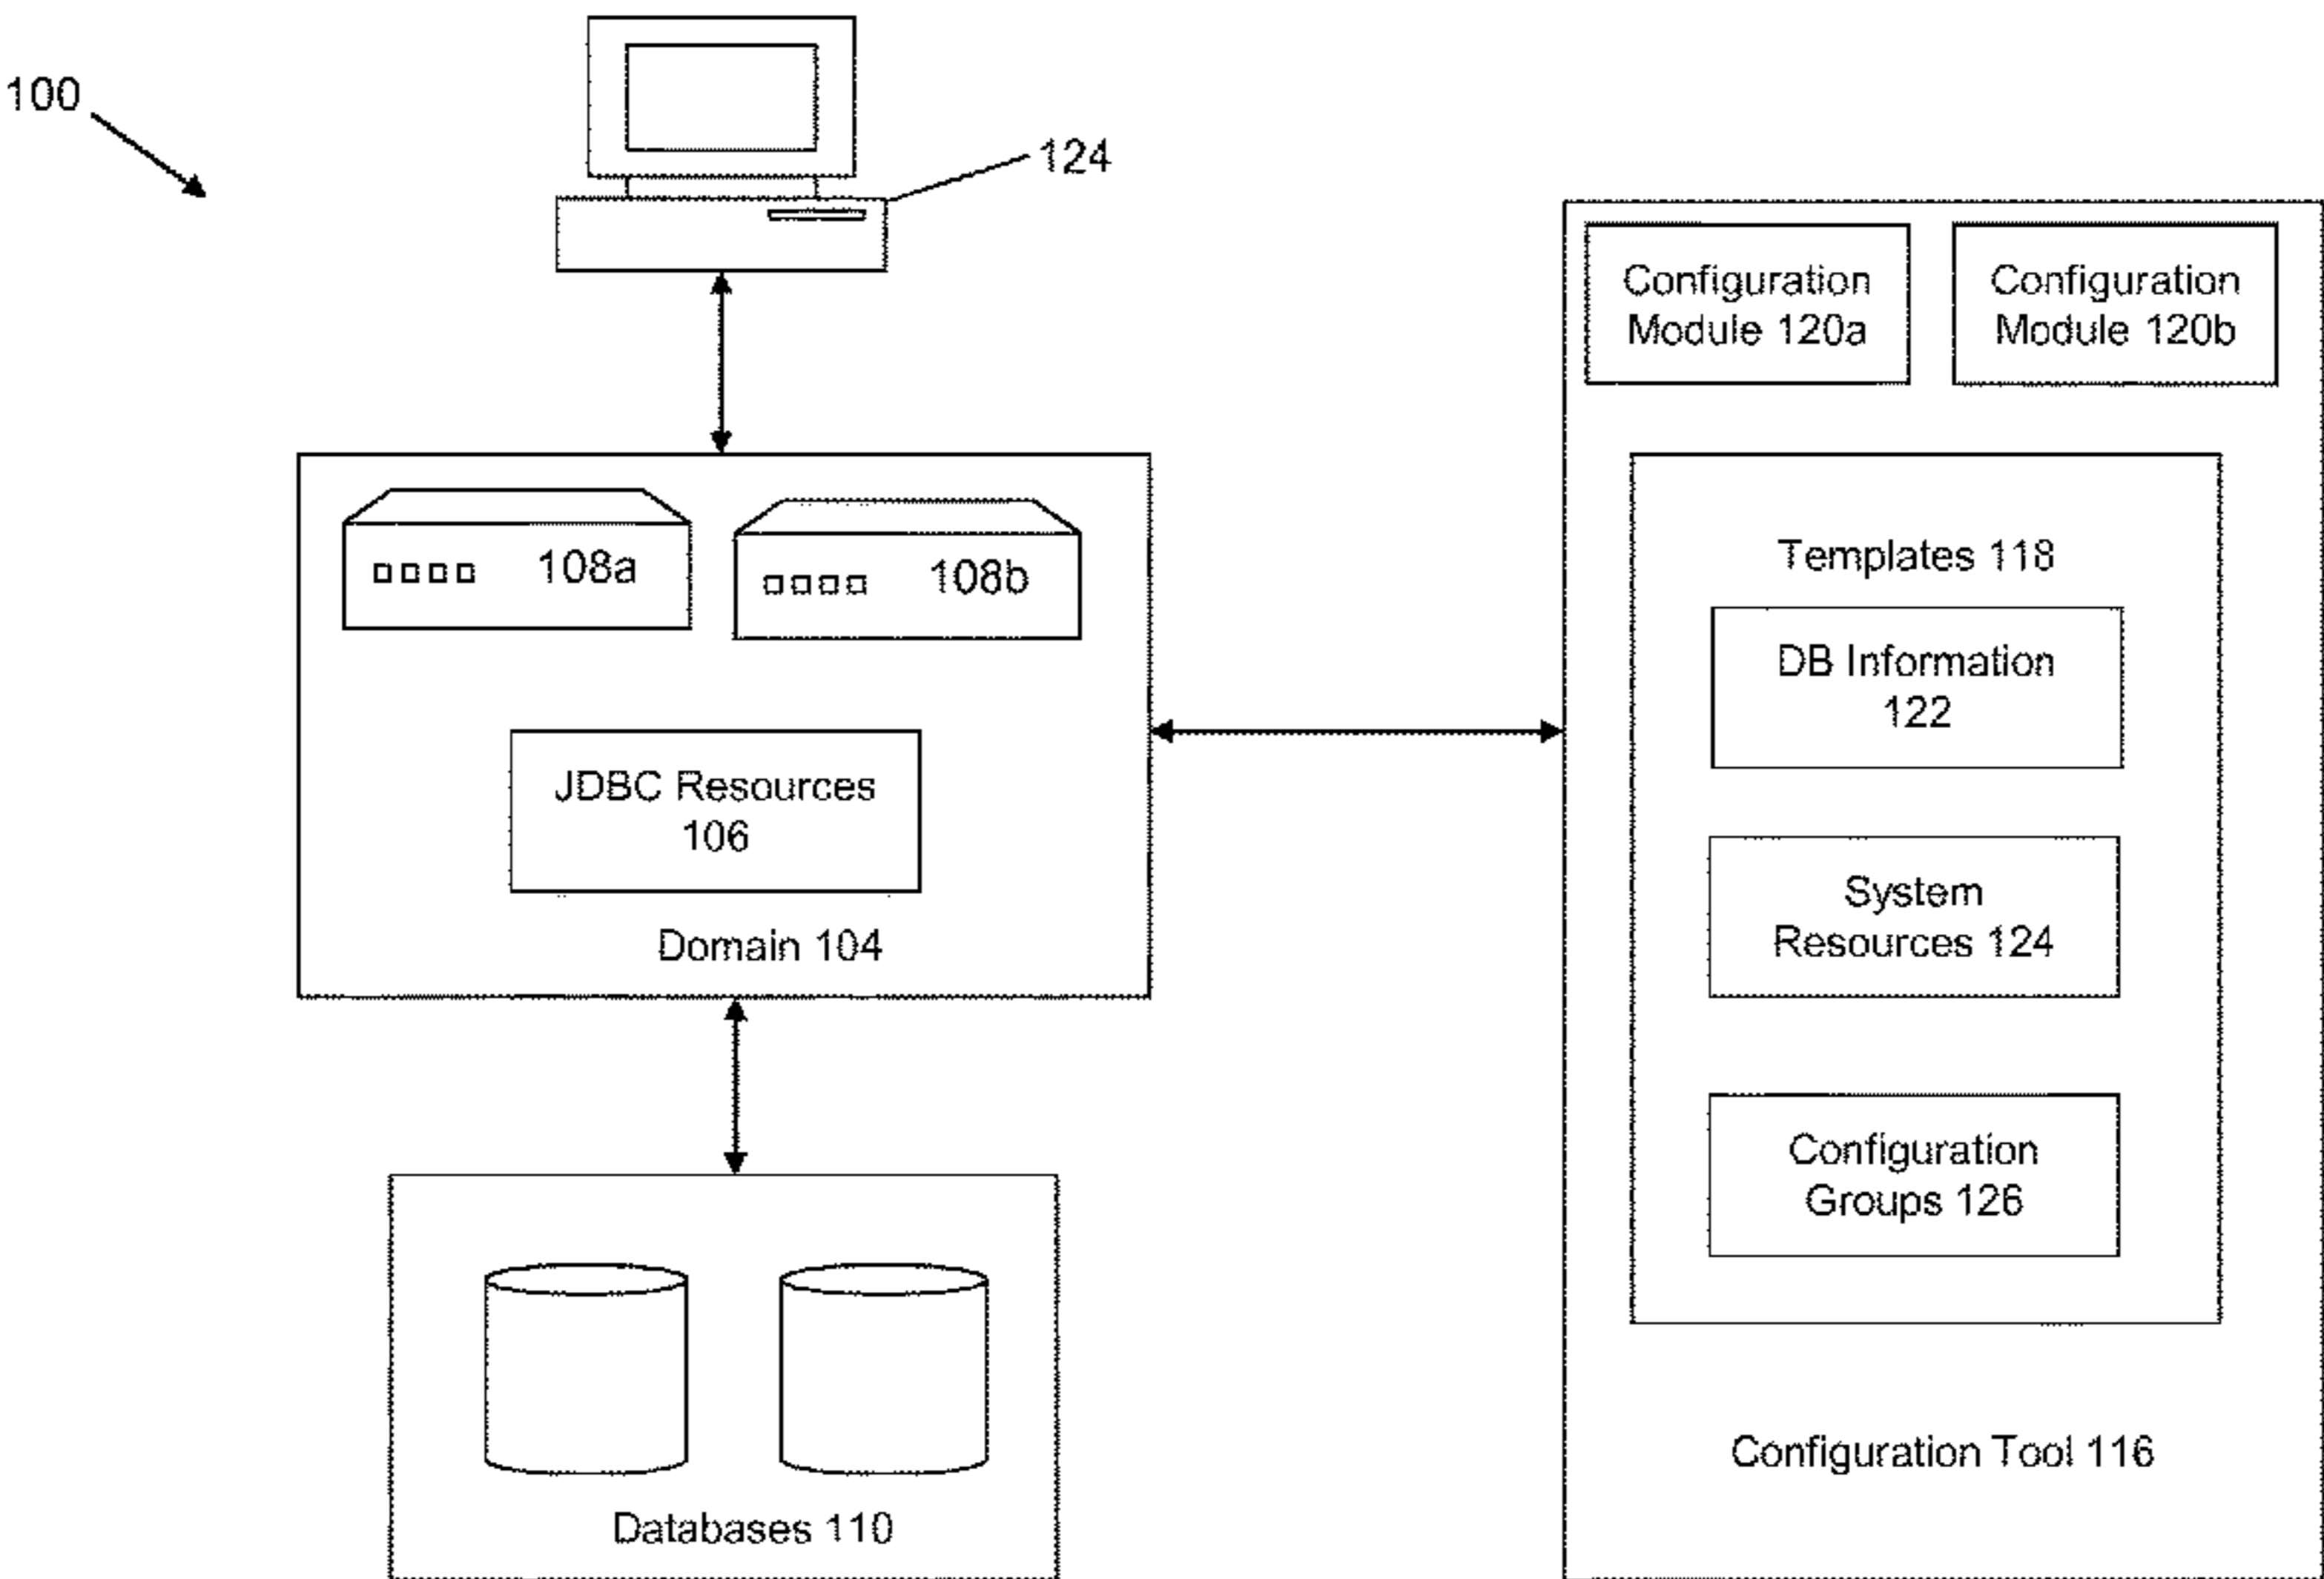 100
124
Configuration
Module 120a
Configuration
Module 120b
108a
108b
JDBC Resources
106
Domain 104
Templates 118
DB Information
122
System
Resources 124
Configuration
Groups 126
Configuration Tool 116
Databases 110